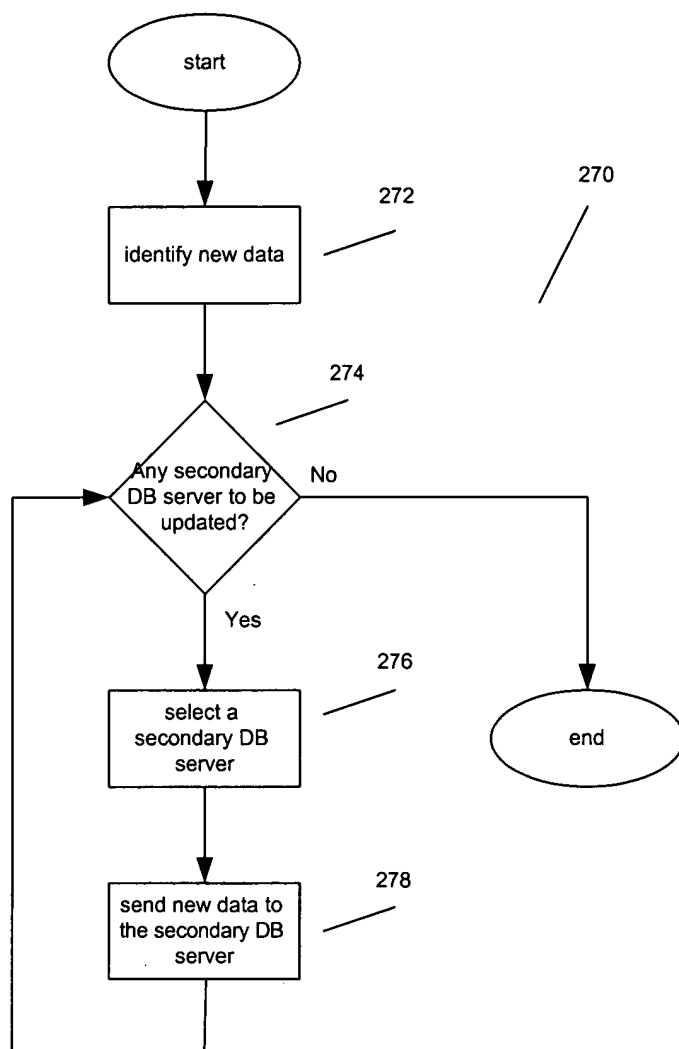 start
270
272
identify new data
274
Any secondary
DB server to be
updated?
No
Yes
276
select a
secondary DB
server
end
278
send new data to
the secondary DB
server